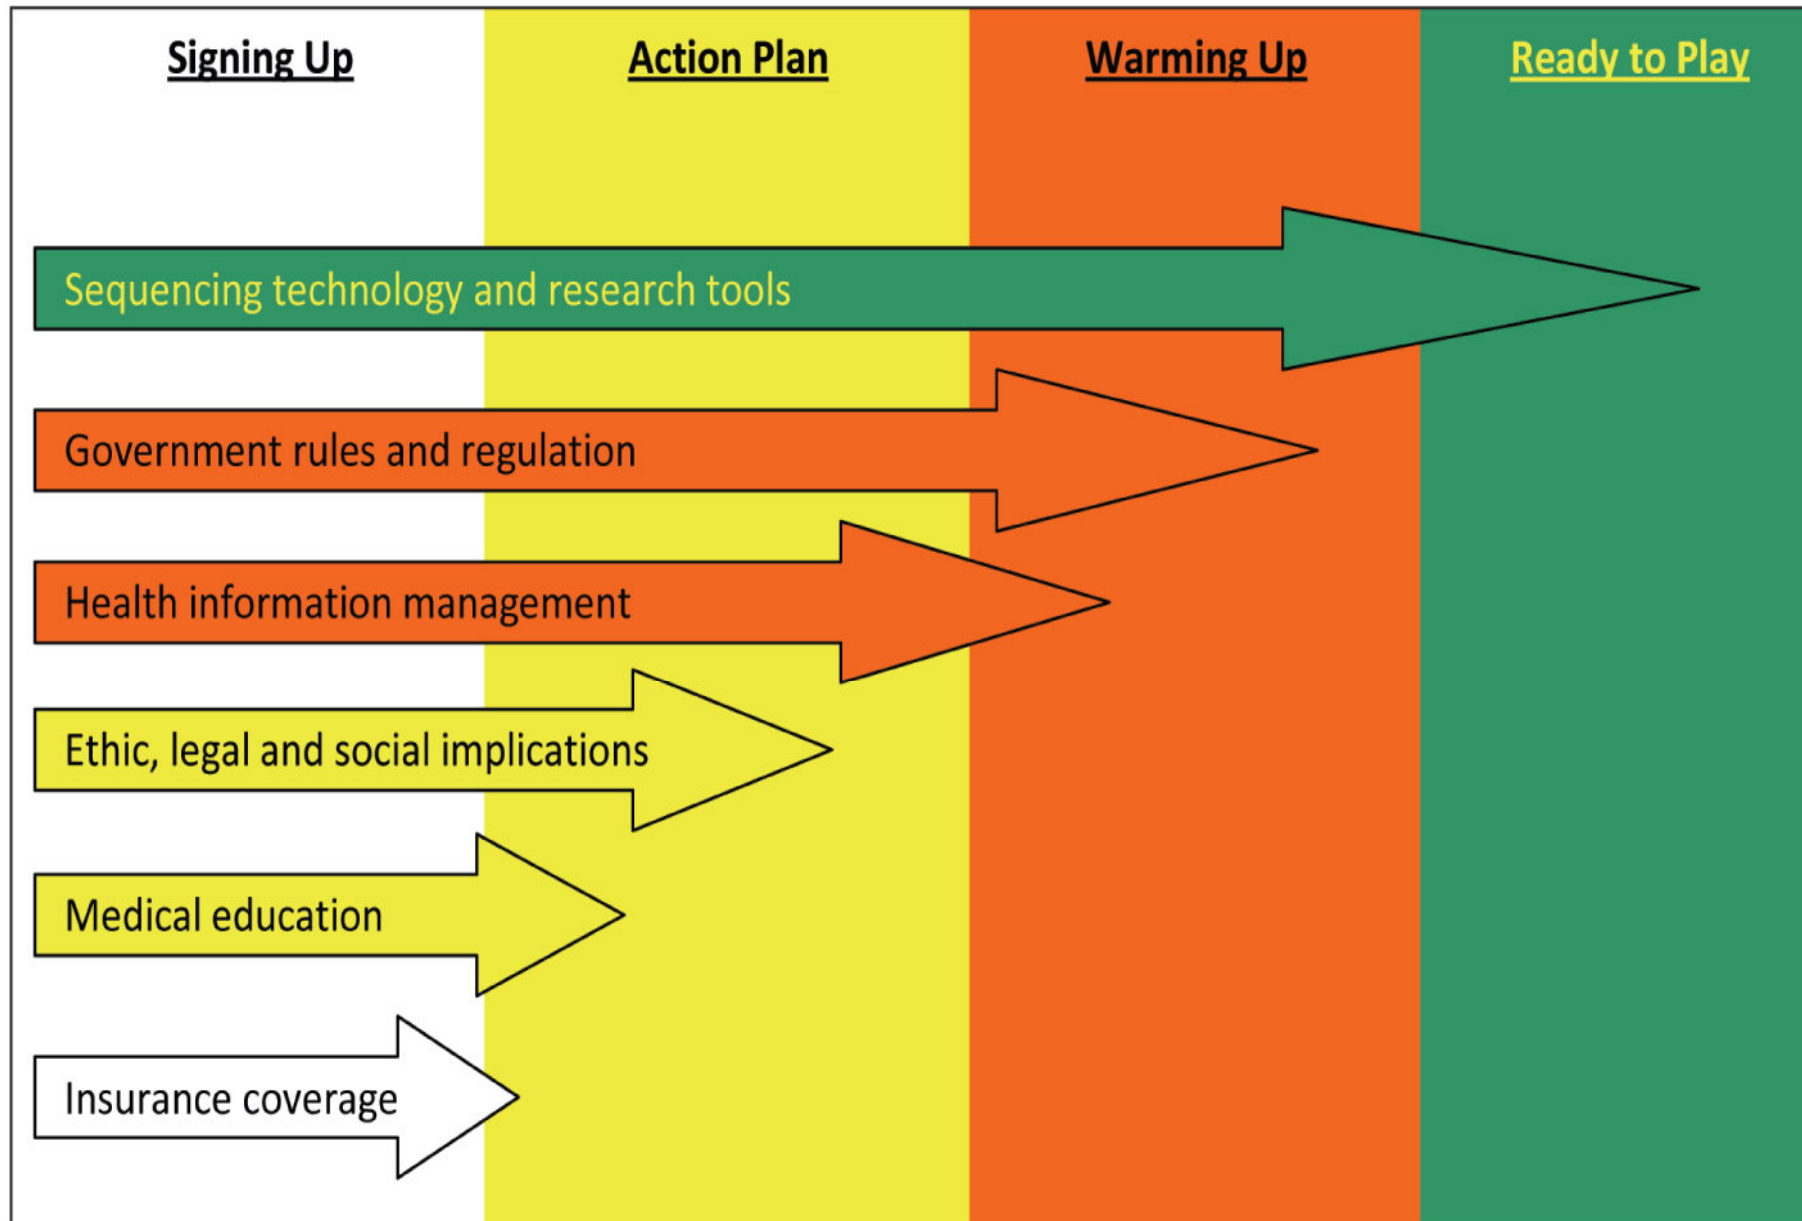 Signing Up
Action Plan
Warming Up
Ready to Play
Sequencing technology and research tools
Government rules and regulation
Health information management
Ethic, legal and social implications
Medical education
Insurance coverage